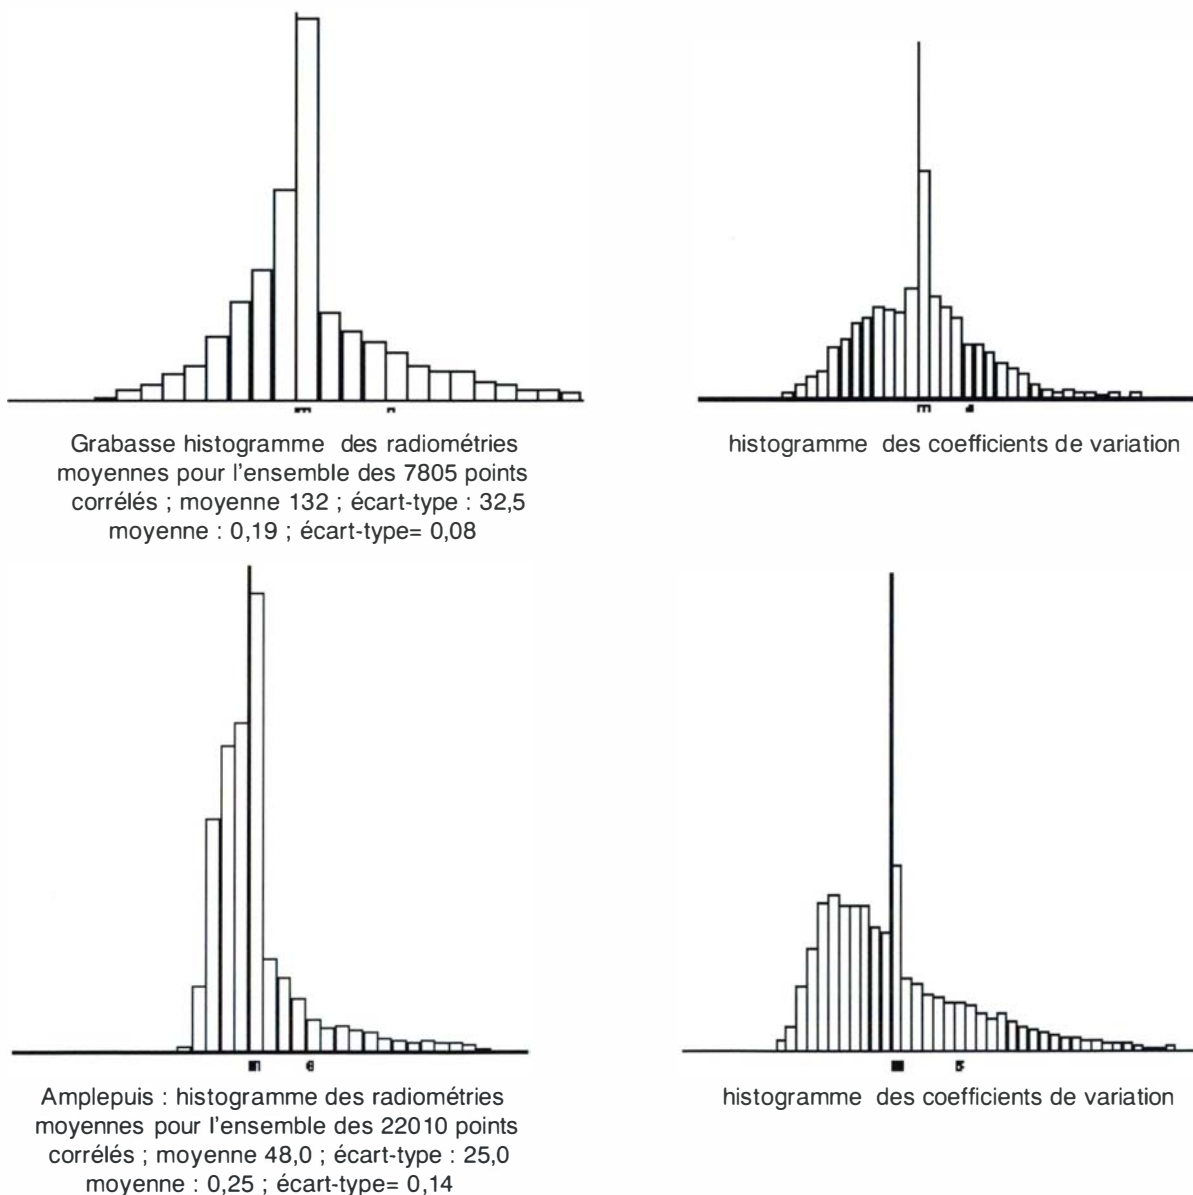 Grabasse histogramme des radiométries
moyennes pour l'ensemble des 7805 points
corrélés ; moyenne 132 ; écart-type : 32,5
moyenne : 0,19 ; écart-type= 0,08
histogramme des coefficients de variation
Amplepuis : histogramme des radiométries
moyennes pour l'ensemble des 22010 points
corrélés ; moyenne 48,0 ; écart-type : 25,0
moyenne : 0,25 ; écart-type= 0,14
histogramme des coefficients de variation